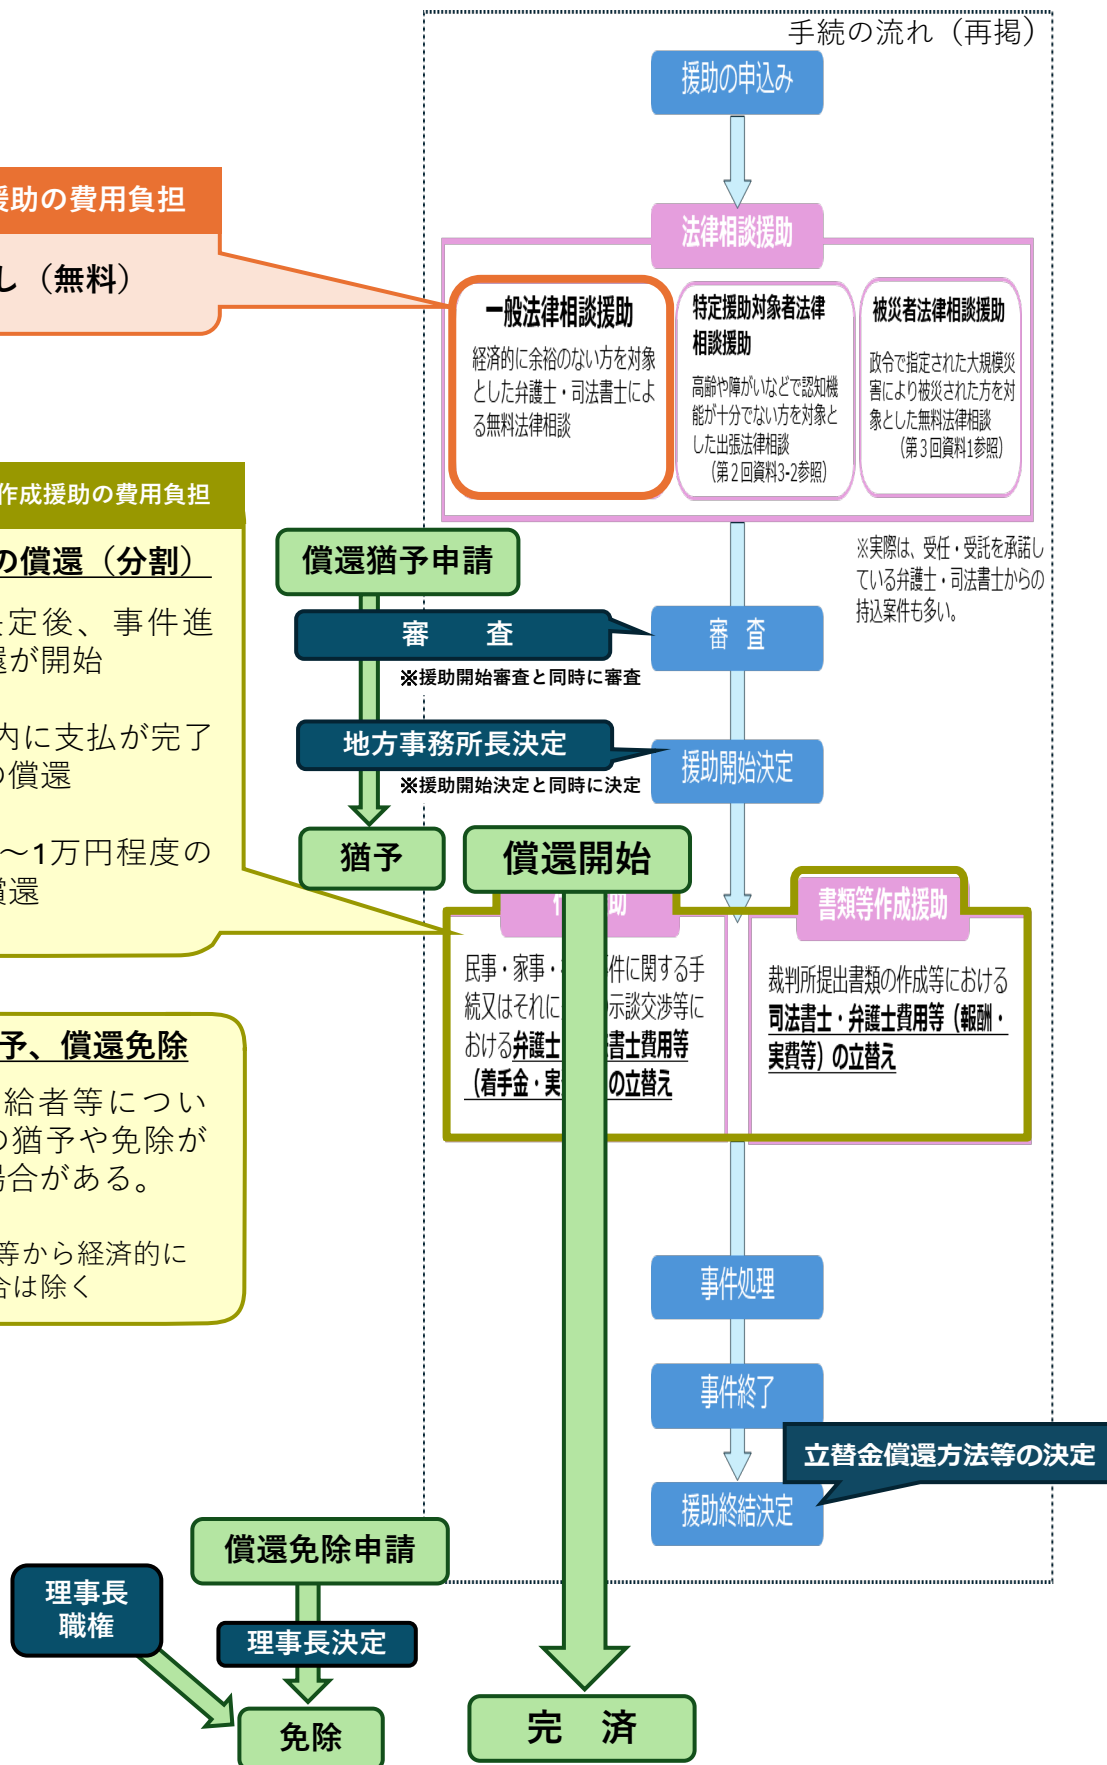 手続の流れ（再掲）
援助の申込み
援助の費用負担
し（無料）
法律相談援助
一般法律相談援助
経済的に余裕のない方を対象
とした弁護士・司法書士によ
る無料法律相談
特定援助対象者法律
相談援助
高齢や障がいなどで認知機
能が十分でない方を対象と
した出張法律相談
（第２回資料3-2参照）
被災者法律相談援助
政令で指定された大規模災
害により被災された方を対
象とした無料法律相談
（第３回資料1参照）
※実際は、受任・受託を承諾し
ている弁護士・司法書士からの
持込案件も多い。
作成援助の費用負担
の償還（分割）
定後、事件進
が開始
内に支払が完了
の償還
～1万円程度の
償還
償還猶予申請
審　査
※援助開始審査と同時に審査
審　査
地方事務所長決定
※援助開始決定と同時に決定
援助開始決定
猶予
償還開始
助
民事・家事・
件に関する手
続又はそれに
示談交渉等に
おける弁護士
書士費用等
（着手金・実
の立替え
書類等作成援助
裁判所提出書類の作成等における
司法書士・弁護士費用等（報酬・
実費等）の立替え
予、償還免除
給者等につい
の猶予や免除が
場合がある。
等から経済的に
合は除く
事件処理
事件終了
立替金償還方法等の決定
援助終結決定
償還免除申請
理事長
職権
理事長決定
免除
完　済